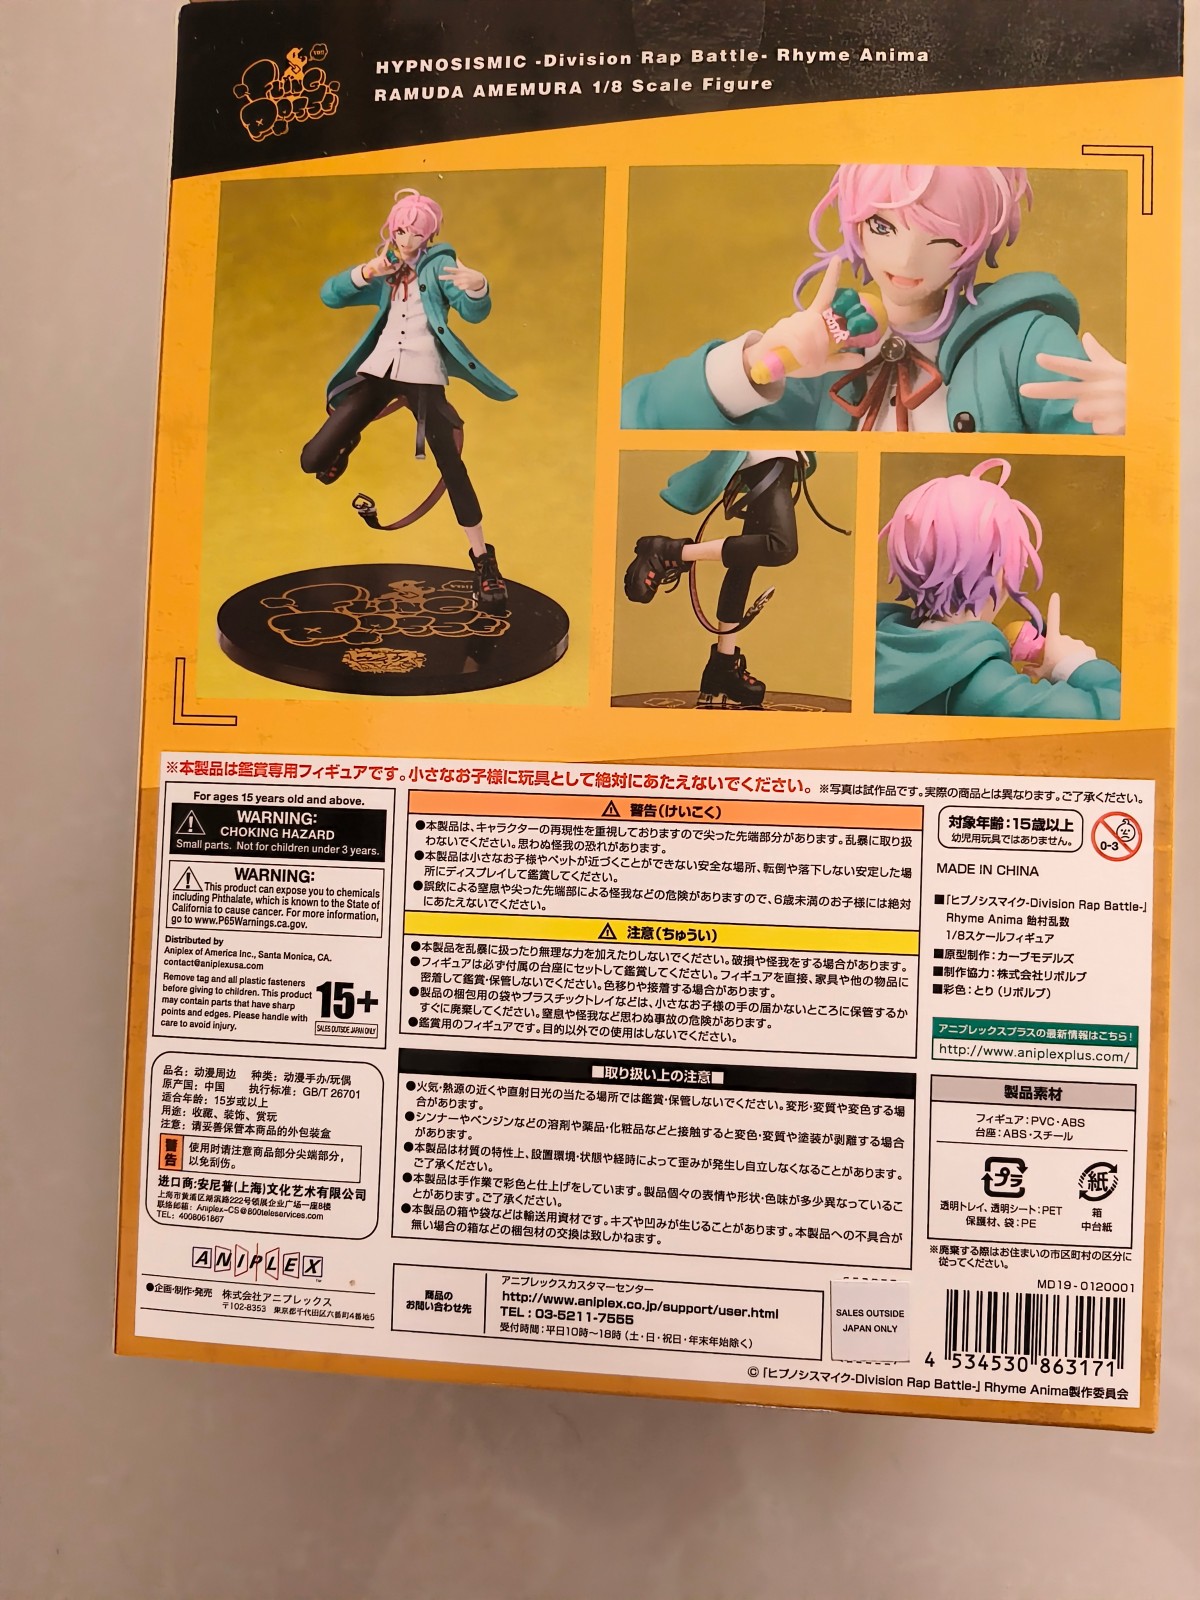 HYPNOSISMIC -Division Rap Battle- Rhyme Anima
RAMUDA AMEMURA 1/8 Scale Figure
※本製品は鑑賞専用フィギュアです。小さなお子様に玩具として絶対にあたえないでください。 ※写真は試作品です。実際の商品とは異なります。ご了承ください。
For ages 15 years old and above.
WARNING:
CHOKING HAZARD
Small parts. Not for children under 3 years.
WARNING:
This product can expose you to chemicals
including Phthalate, which is known to the State of
California to cause cancer. For more information,
go to www.P65Warnings.ca.gov.
Distributed by
Aniplex of America Inc., Santa Monica, CA.
contact@aniplexusa.com
Remove tag and all plastic fasteners
before giving to children. This product
may contain parts that have sharp
points and edges. Please handle with
care to avoid injury.
15+
SALES OUTSIDE JAPAN ONLY
品名: 动漫周边 种类: 动漫手办/玩偶
原产国: 中国 执行标准: GB/T 26701
适合年龄: 15岁或以上
用途: 收藏、装饰、赏玩
注意: 请妥善保管本商品的外包装盒
警告
使用时请注意商品部分尖端部分，
以免刮伤。
进口商:安尼普(上海)文化艺术有限公司
上海市黄浦区湖滨路222号领展企业广场一座8楼
联络邮箱: Aniplex-CS@800teleservices.com
TEL: 4008061867
ANIPLEX
●企画・制作・発売 株式会社アニプレックス
〒102-8353 東京都千代田区六番町4番地5
警告(けいこく)
●本製品は、キャラクターの再現性を重視しておりますので尖った先端部分があります。乱暴に取り扱
わないでください。思わぬ怪我の恐れがあります。
●本製品は小さなお子様やペットが近づくことができない安全な場所、転倒や落下しない安定した場
所にディスプレイして鑑賞してください。
●誤飲による窒息や尖った先端部による怪我などの危険がありますので、6歳未満のお子様には絶対
にあたえないでください。
注意(ちゅうい)
●本製品を乱暴に扱ったり無理な力を加えたりしないでください。破損や怪我をする場合があります。
●フィギュアは必ず付属の台座にセットして鑑賞してください。フィギュアを直接、家具や他の物品に
密着して鑑賞・保管しないでください。色移りや接着する場合があります。
●製品の梱包用の袋やプラスチックトレイなどは、小さなお子様の手の届かないところに保管するか
すぐに廃棄してください。窒息や怪我など思わぬ事故の危険があります。
●鑑賞用のフィギュアです。目的以外での使用はしないでください。
■取り扱い上の注意■
●火気・熱源の近くや直射日光の当たる場所では鑑賞・保管しないでください。変形・変質や変色する場
合があります。
●シンナーやベンジンなどの溶剤や薬品・化粧品などと接触すると変色・変質や塗装が剥離する場合
があります。
●本製品は材質の特性上、設置環境・状態や経時によって歪みが発生し自立しなくなることがあります。
ご了承ください。
●本製品は手作業で彩色と仕上げをしています。製品個々の表情や形状・色味が多少異なっているこ
とがあります。ご了承ください。
●本製品の箱や袋などは輸送用資材です。キズや凹みが生じることがあります。本製品への不具合が
無い場合の箱などの梱包材の交換は致しかねます。
商品の
お問い合わせ先
アニプレックスカスタマーセンター
http://www.aniplex.co.jp/support/user.html
TEL : 03-5211-7555
受付時間:平日10時〜18時(土・日・祝日・年末年始除く)
SALES OUTSIDE
JAPAN ONLY
対象年齢：15歳以上
幼児用玩具ではありません。
0-3
MADE IN CHINA
■『ヒプノシスマイク-Division Rap Battle-』
Rhyme Anima 飴村乱数
1/8スケールフィギュア
■原型制作：カーブモデルズ
■制作協力：株式会社リボルブ
■彩色：とり（リボルブ）
アニプレックスプラスの最新情報はこちら！
http://www.aniplexplus.com/
製品素材
フィギュア：PVC・ABS
台座：ABS・スチール
プラ
紙
透明トレイ、透明シート：PET
保護材、袋：PE
箱
中台紙
※廃棄する際はお住まいの市区町村の区分に
従ってください。
MD19-0120001
4 534530 863171
©『ヒプノシスマイク-Division Rap Battle-』Rhyme Anima製作委員会